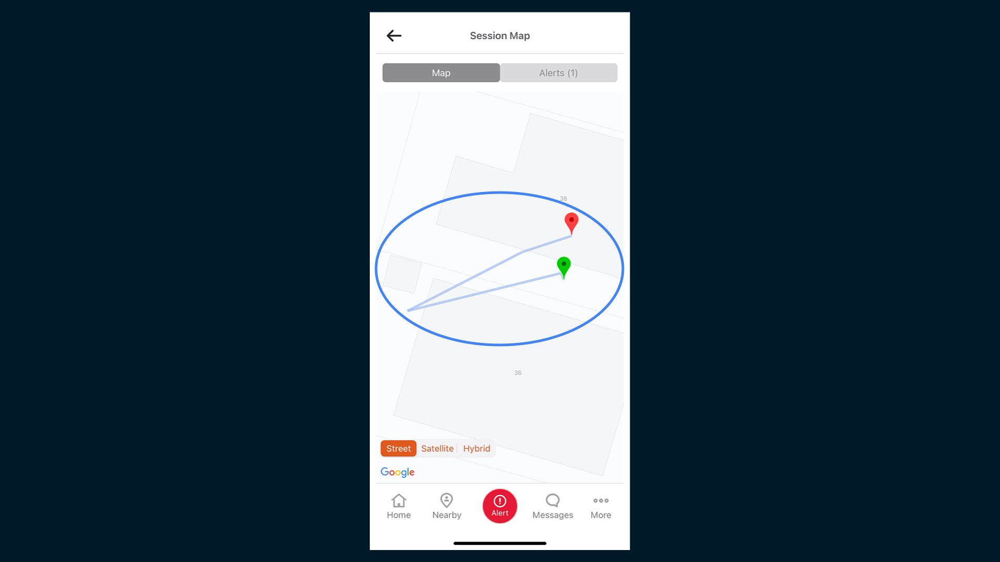 Session Map
Map
Alerts (1)
38
36
Street
Satellite
Hybrid
Google
Home
Nearby
Alert
Messages
More